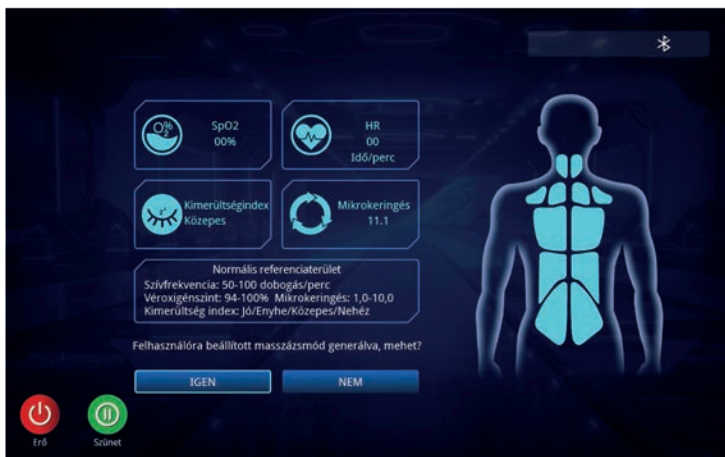 SpO2
00%
HR
00
Idő/perc
Kimerültségindex
Közepes
Mikrokeringés
11.1
Normális referenciaterület
Szívfrekvencia: 50-100 dobogás/perc
Véroxigénszint: 94-100% Mikrokeringés: 1,0-10,0
Kimerültség index: Jó/Enyhe/Közepes/Nehéz
Felhasználóra beállított masszázsmód generálva, mehet?
IGEN
NEM
Erő
Szünet